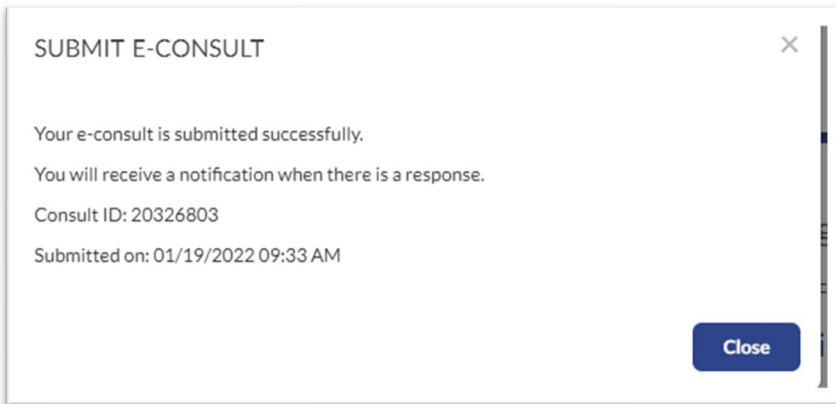 SUBMIT E-CONSULT
Your e-consult is submitted successfully.
You will receive a notification when there is a response.
Consult ID: 20326803
Submitted on: 01/19/2022 09:33 AM
Close